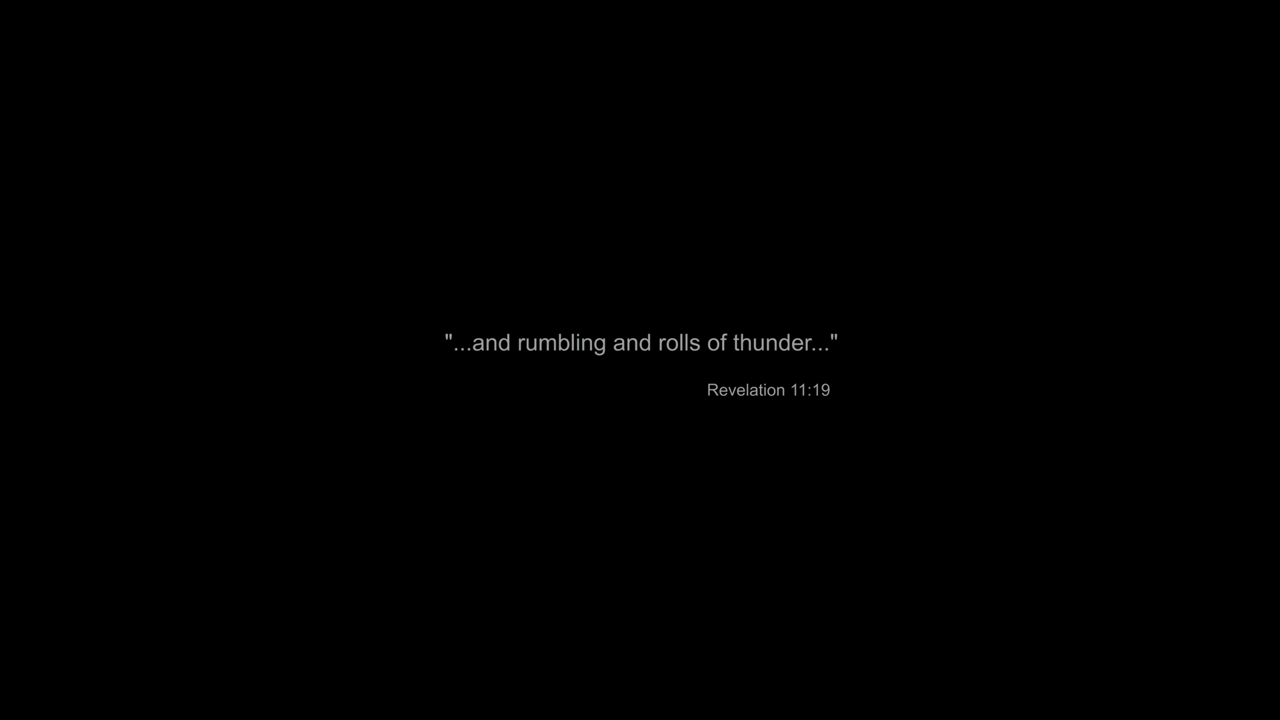 "...and rumbling and rolls of thunder..."
Revelation 11:19